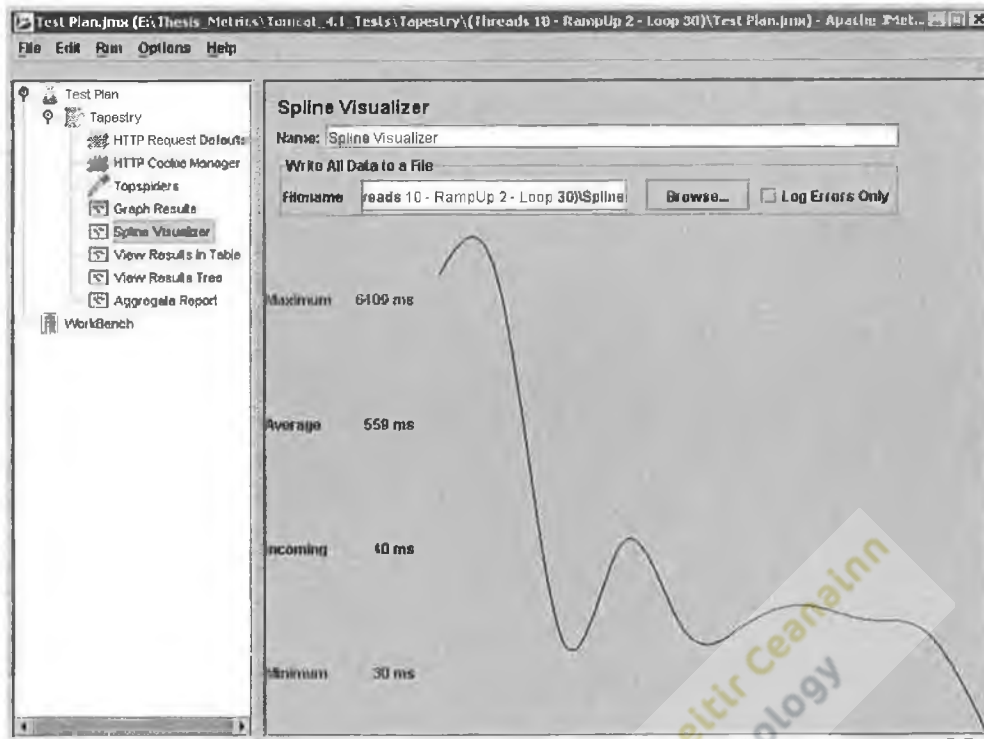 Test Plan.jmx (E:\Thesis_Metrics\Tomcat_4.1_Tests\Tapestry\(Threads 10 - RampUp 2 - Loop 30)\Test Plan.jmx) - Apache JMet...
File Edit Run Options Help
Test Plan
Tapestry
HTTP Request Defaults
HTTP Cookie Manager
Topspiders
Graph Results
Spline Visualizer
View Results in Table
View Results Tree
Aggregate Report
WorkBench
Spline Visualizer
Name: Spline Visualizer
Write All Data to a File
Filename reads 10 - RampUp 2 - Loop 30)\Spline Browse... Log Errors Only
Maximum 6409 ms
Average 559 ms
Incoming 40 ms
Minimum 30 ms
eitir Ceanainn
ology